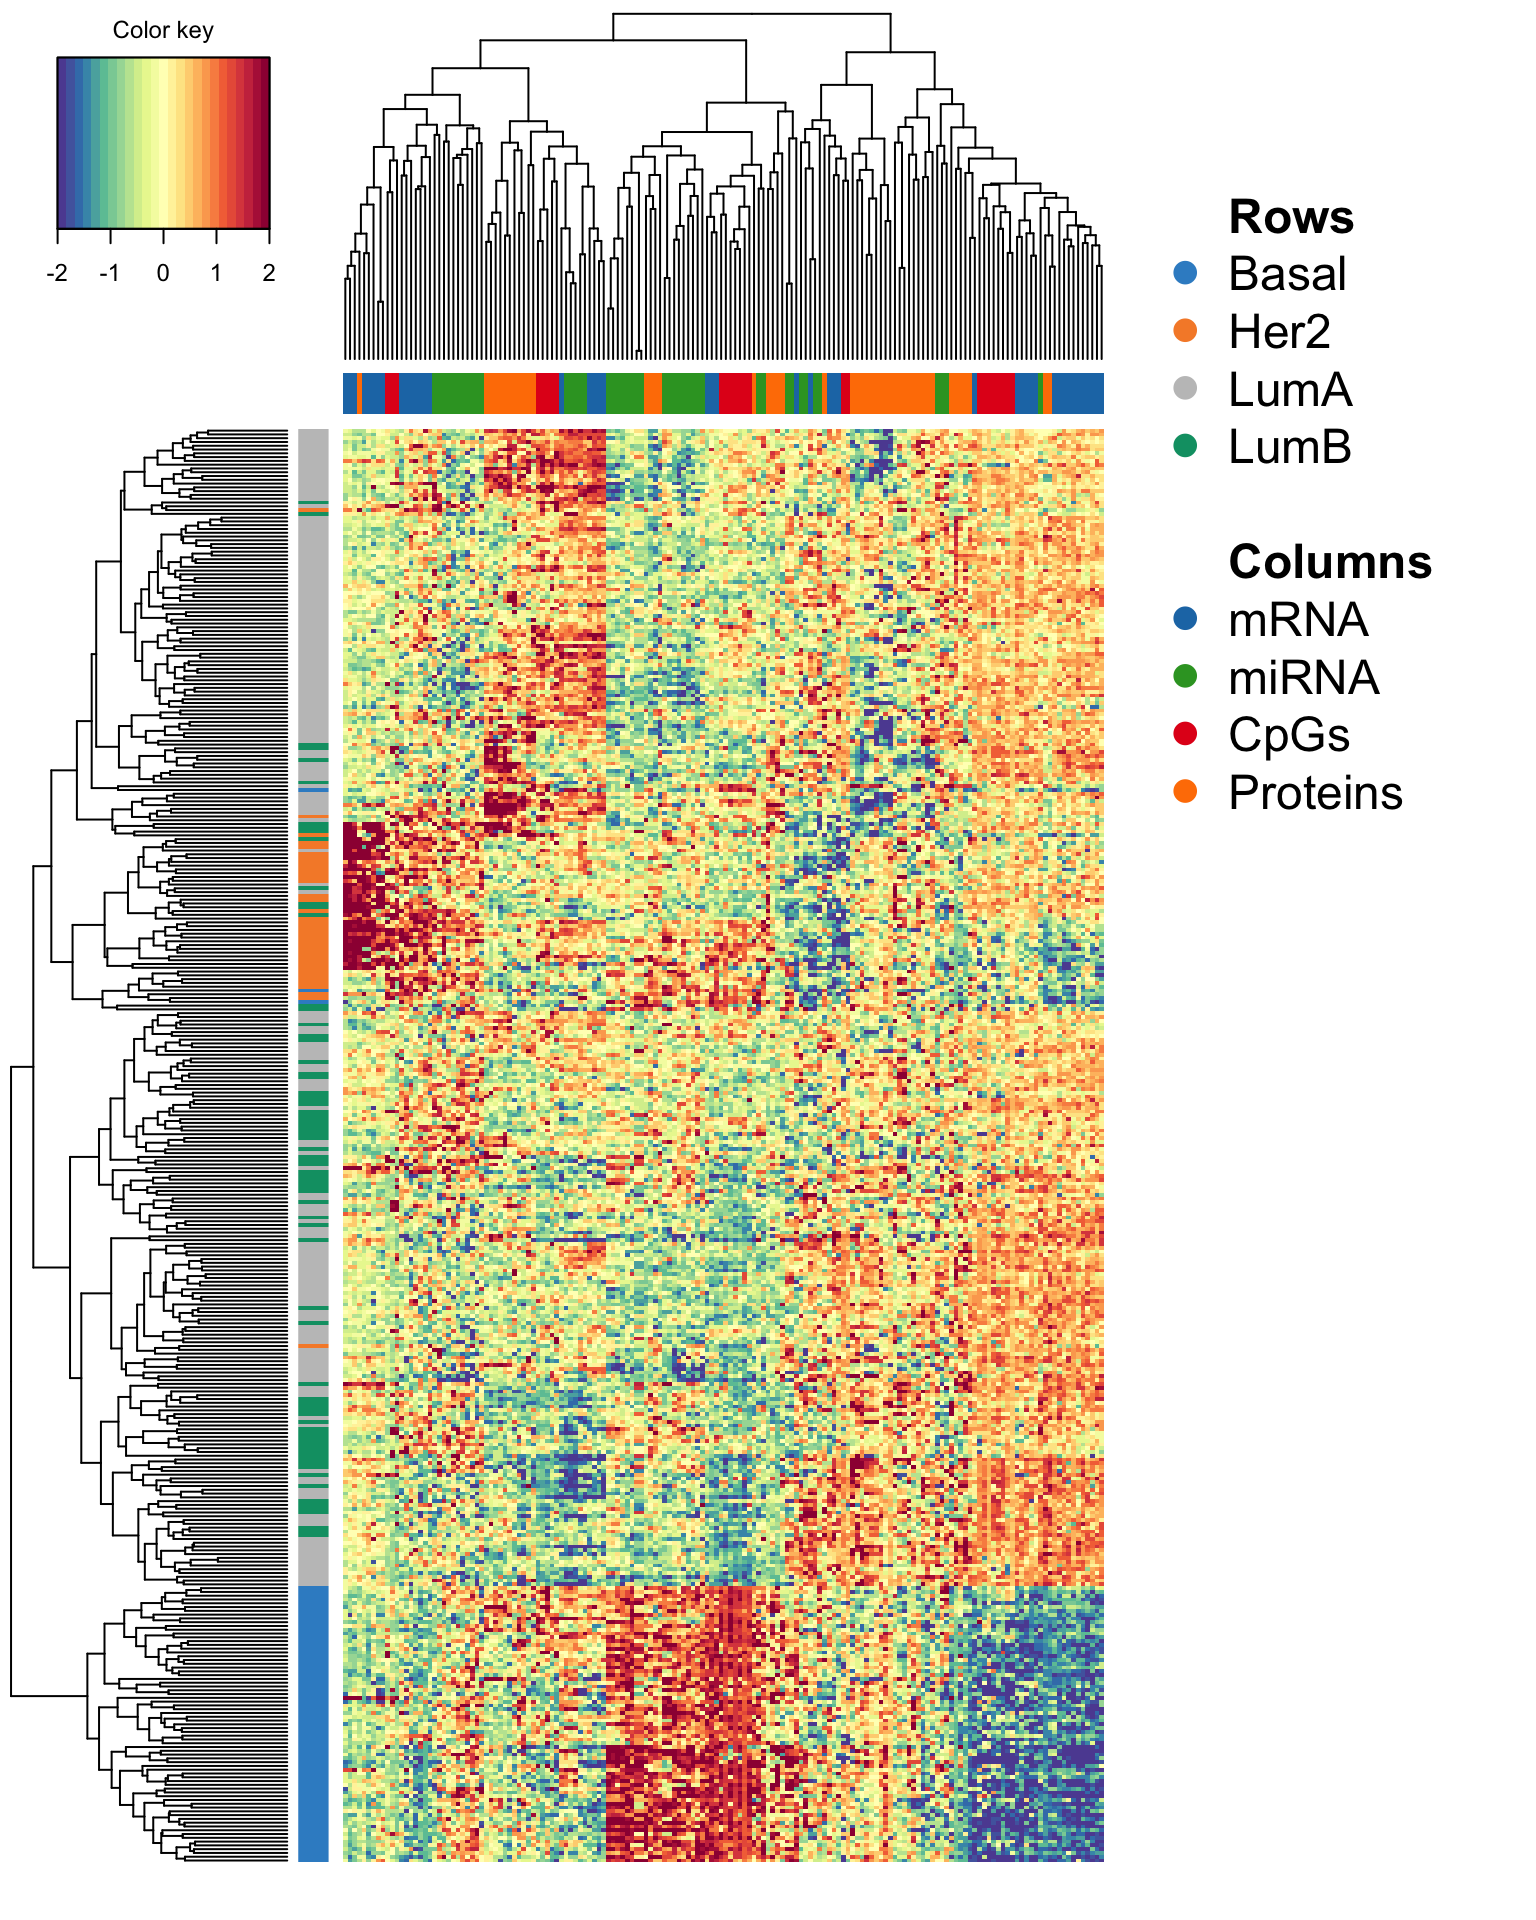 Color key
-2 -1 0 1 2
Rows
Basal
Her2
LumA
LumB
Columns
mRNA
miRNA
CpGs
Proteins